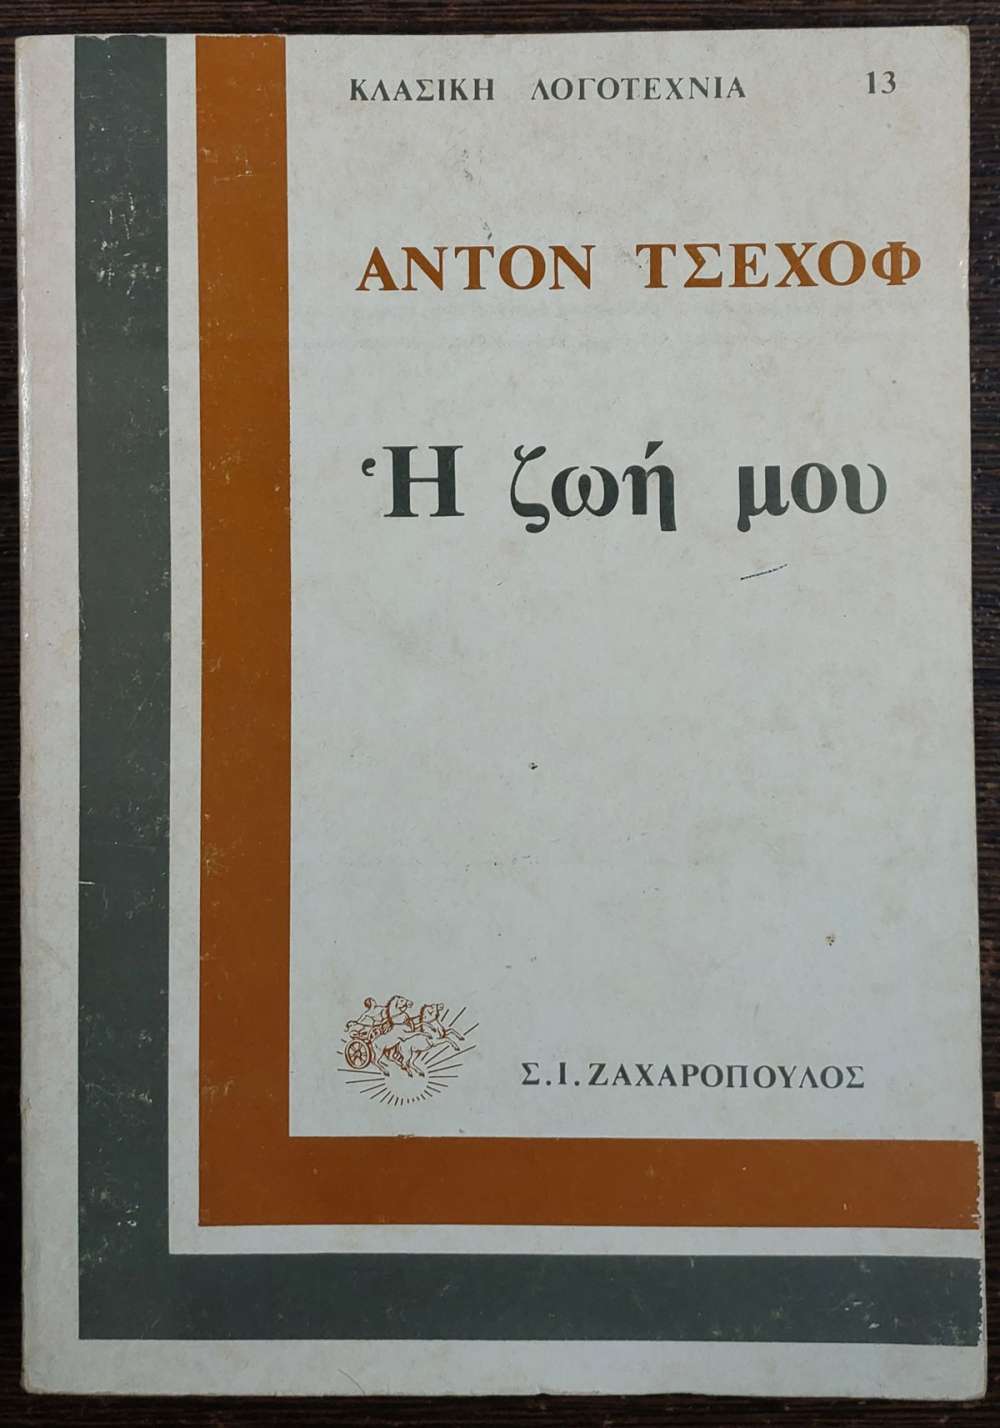 ΚΛΑΣΙΚΗ ΛΟΓΟΤΕΧΝΙΑ 13
ΑΝΤΟΝ ΤΣΕΧΟΦ
Ἡ ζωή μου
Σ.Ι.ΖΑΧΑΡΟΠΟΥΛΟΣ